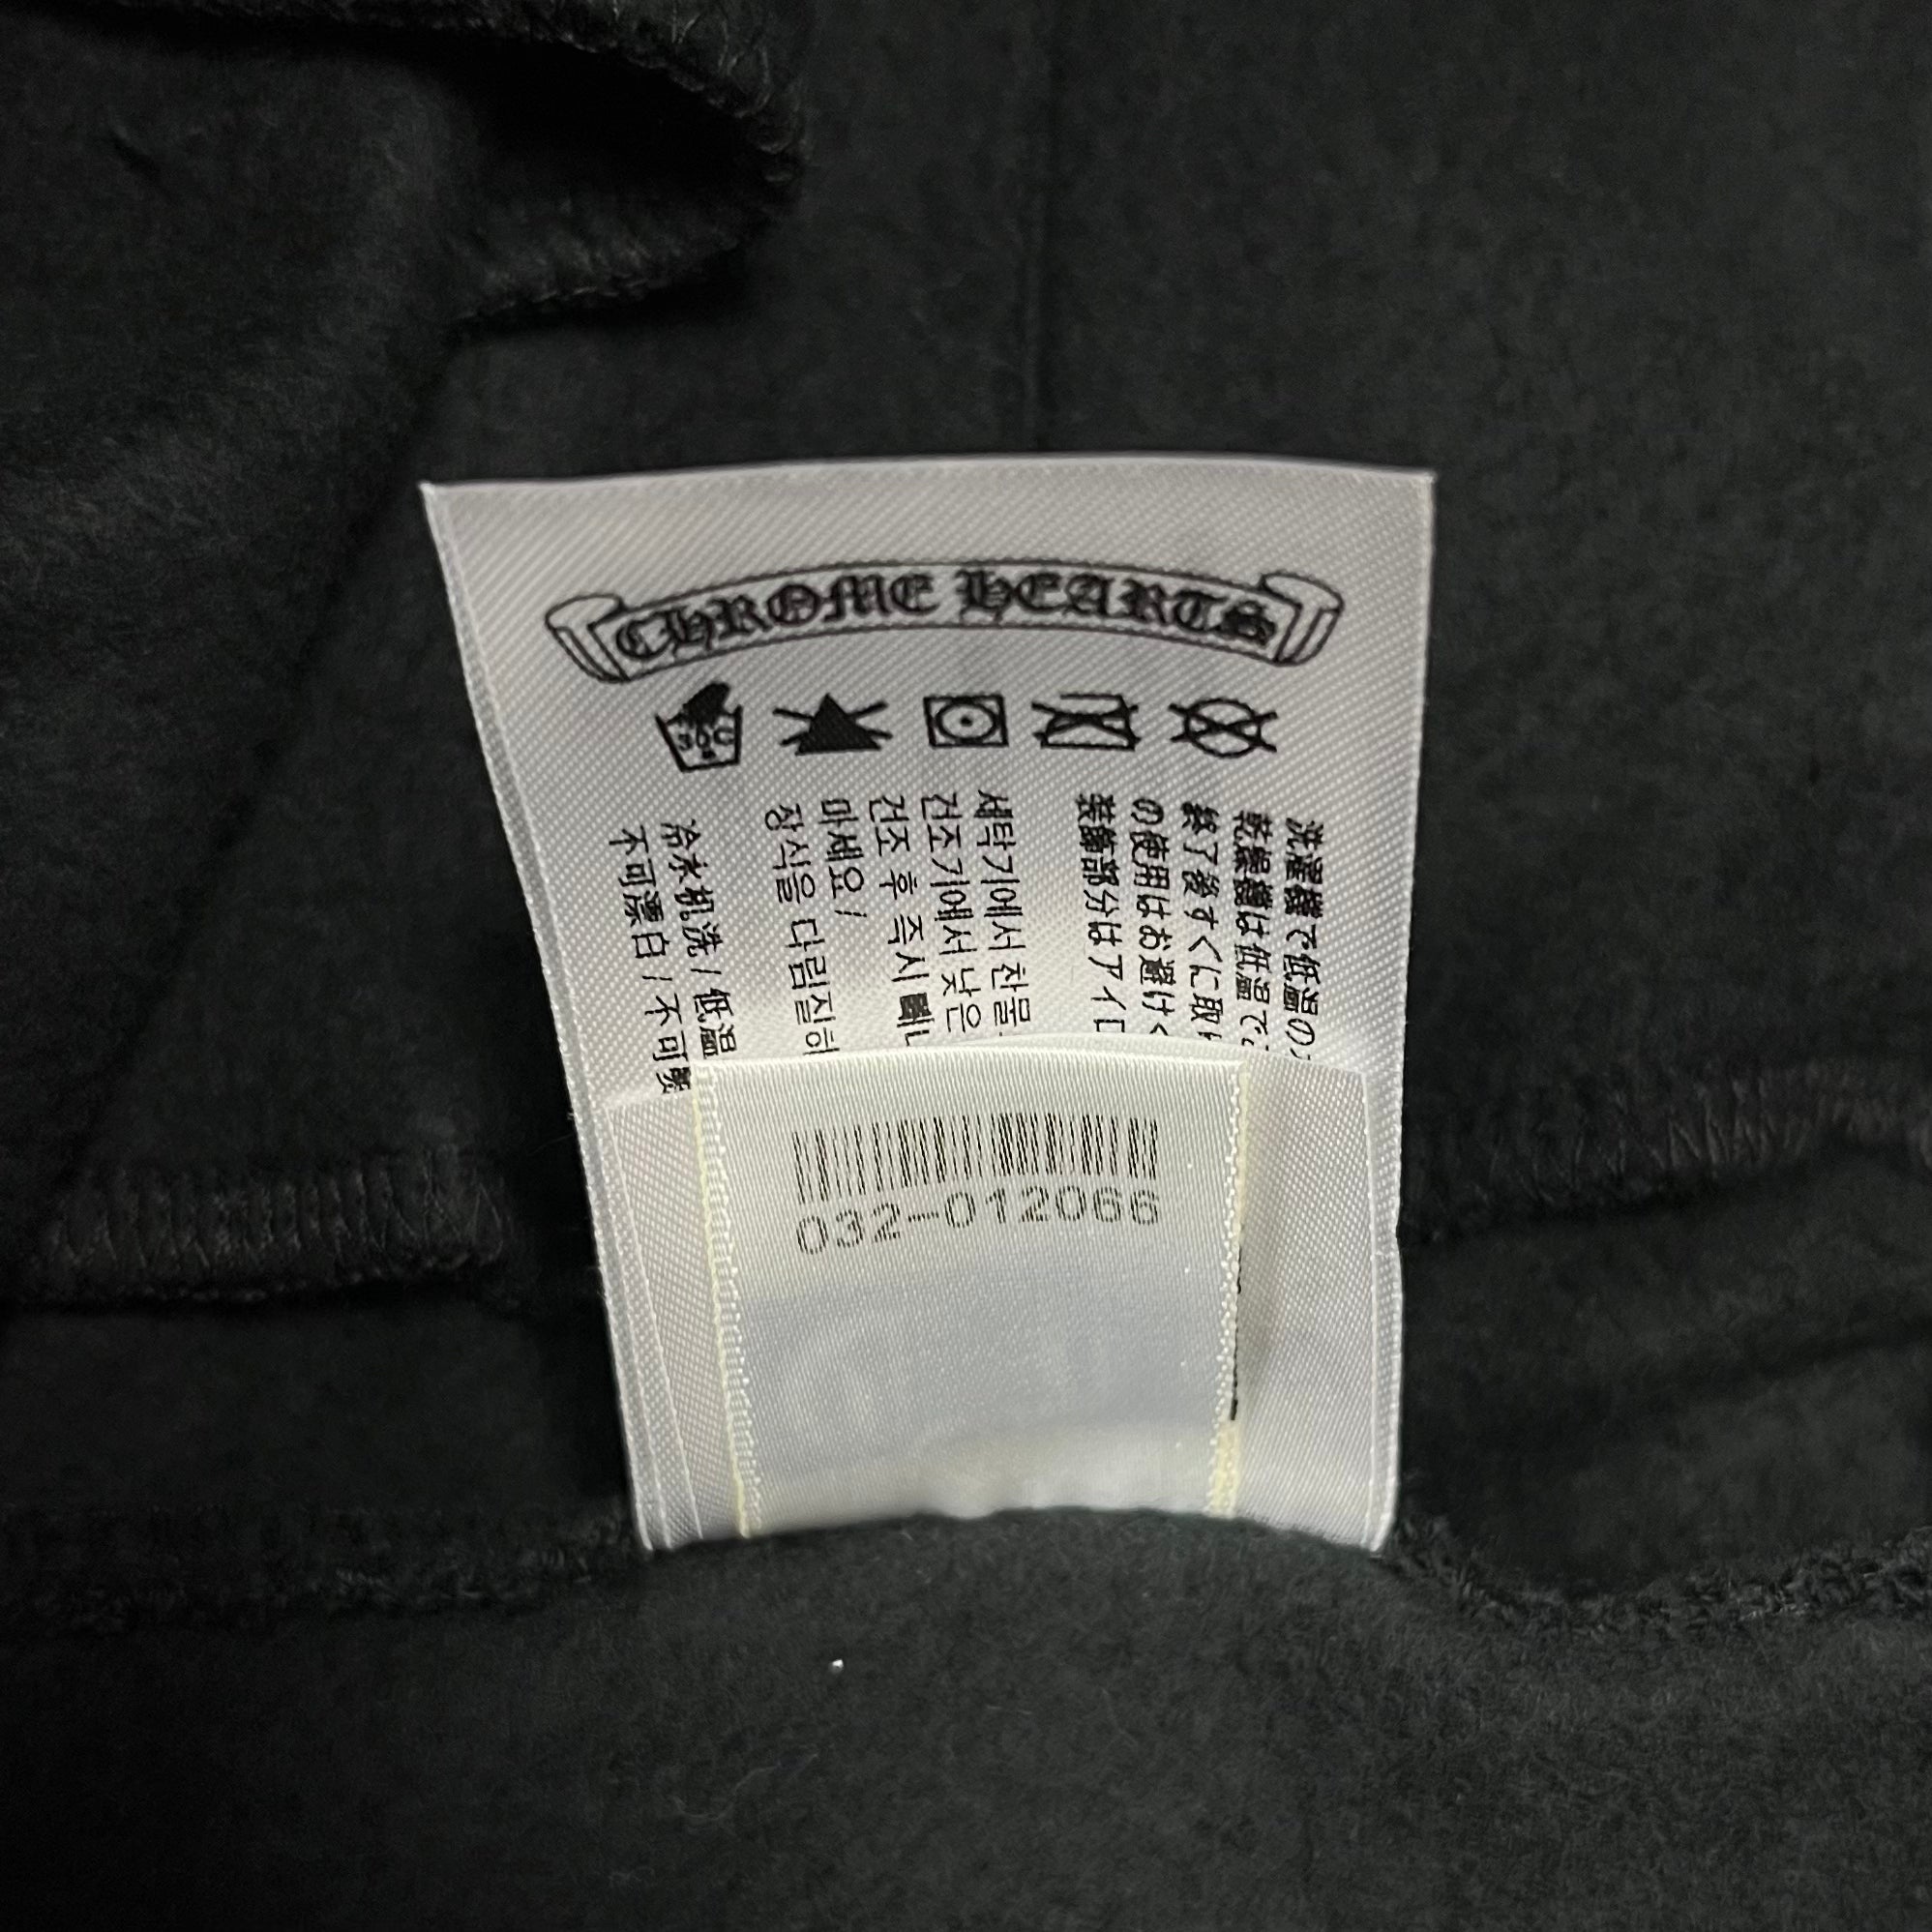 CHROME HEARTS
洗濯機で低温の
乾燥機は低温で
終了後すぐに取
の使用はお避けく
装飾部分はアイロ
세탁기에서 찬물
건조기에서 낮은
건조 후 즉시
마세요/
장식을 다림질하
冷水机洗/低温
不可漂白/不可熨
032-012066